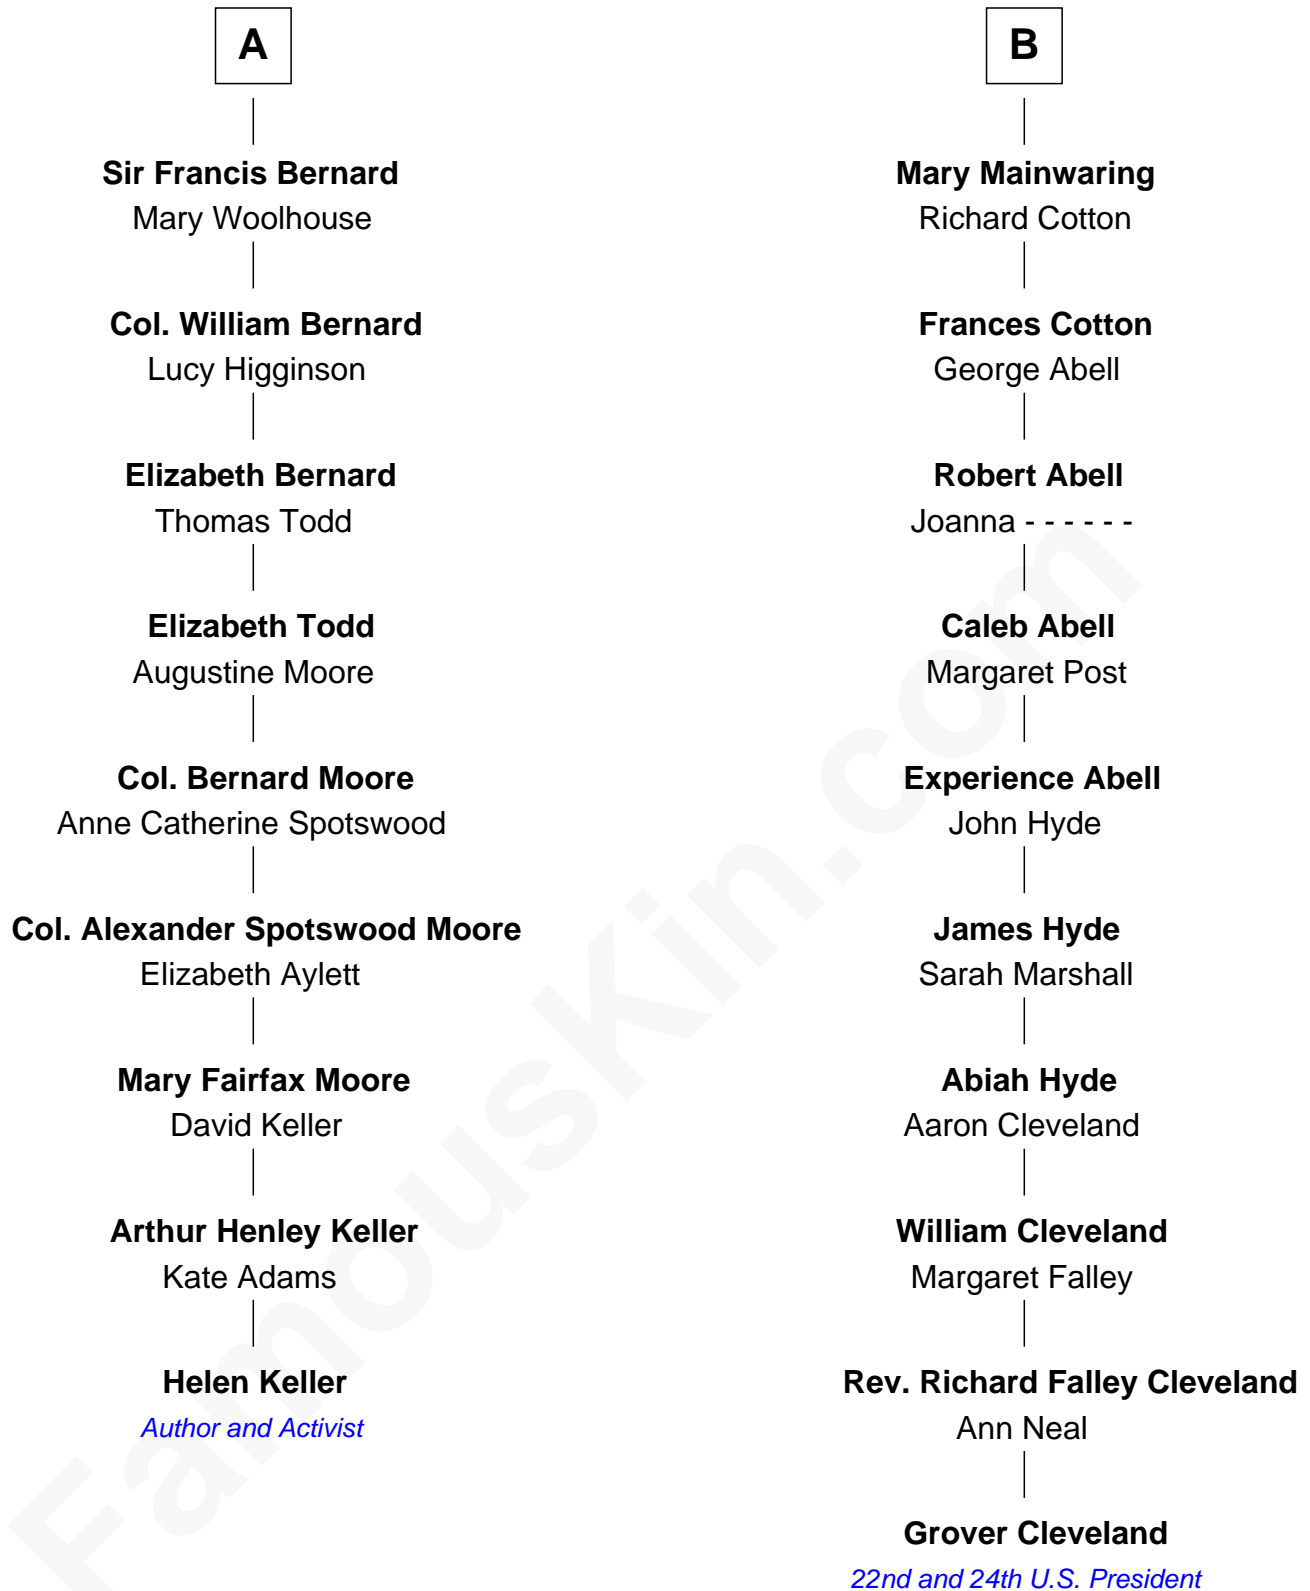 A
Sir Francis Bernard
Mary Woolhouse
Col. William Bernard
Lucy Higginson
Elizabeth Bernard
Thomas Todd
Elizabeth Todd
Augustine Moore
Col. Bernard Moore
Anne Catherine Spotswood
Col. Alexander Spotswood Moore
Elizabeth Aylett
Mary Fairfax Moore
David Keller
Arthur Henley Keller
Kate Adams
Helen Keller
Author and Activist
B
Mary Mainwaring
Richard Cotton
Frances Cotton
George Abell
Robert Abell
Joanna - - - - - -
Caleb Abell
Margaret Post
Experience Abell
John Hyde
James Hyde
Sarah Marshall
Abiah Hyde
Aaron Cleveland
William Cleveland
Margaret Falley
Rev. Richard Falley Cleveland
Ann Neal
Grover Cleveland
22nd and 24th U.S. President
FamousKin.com